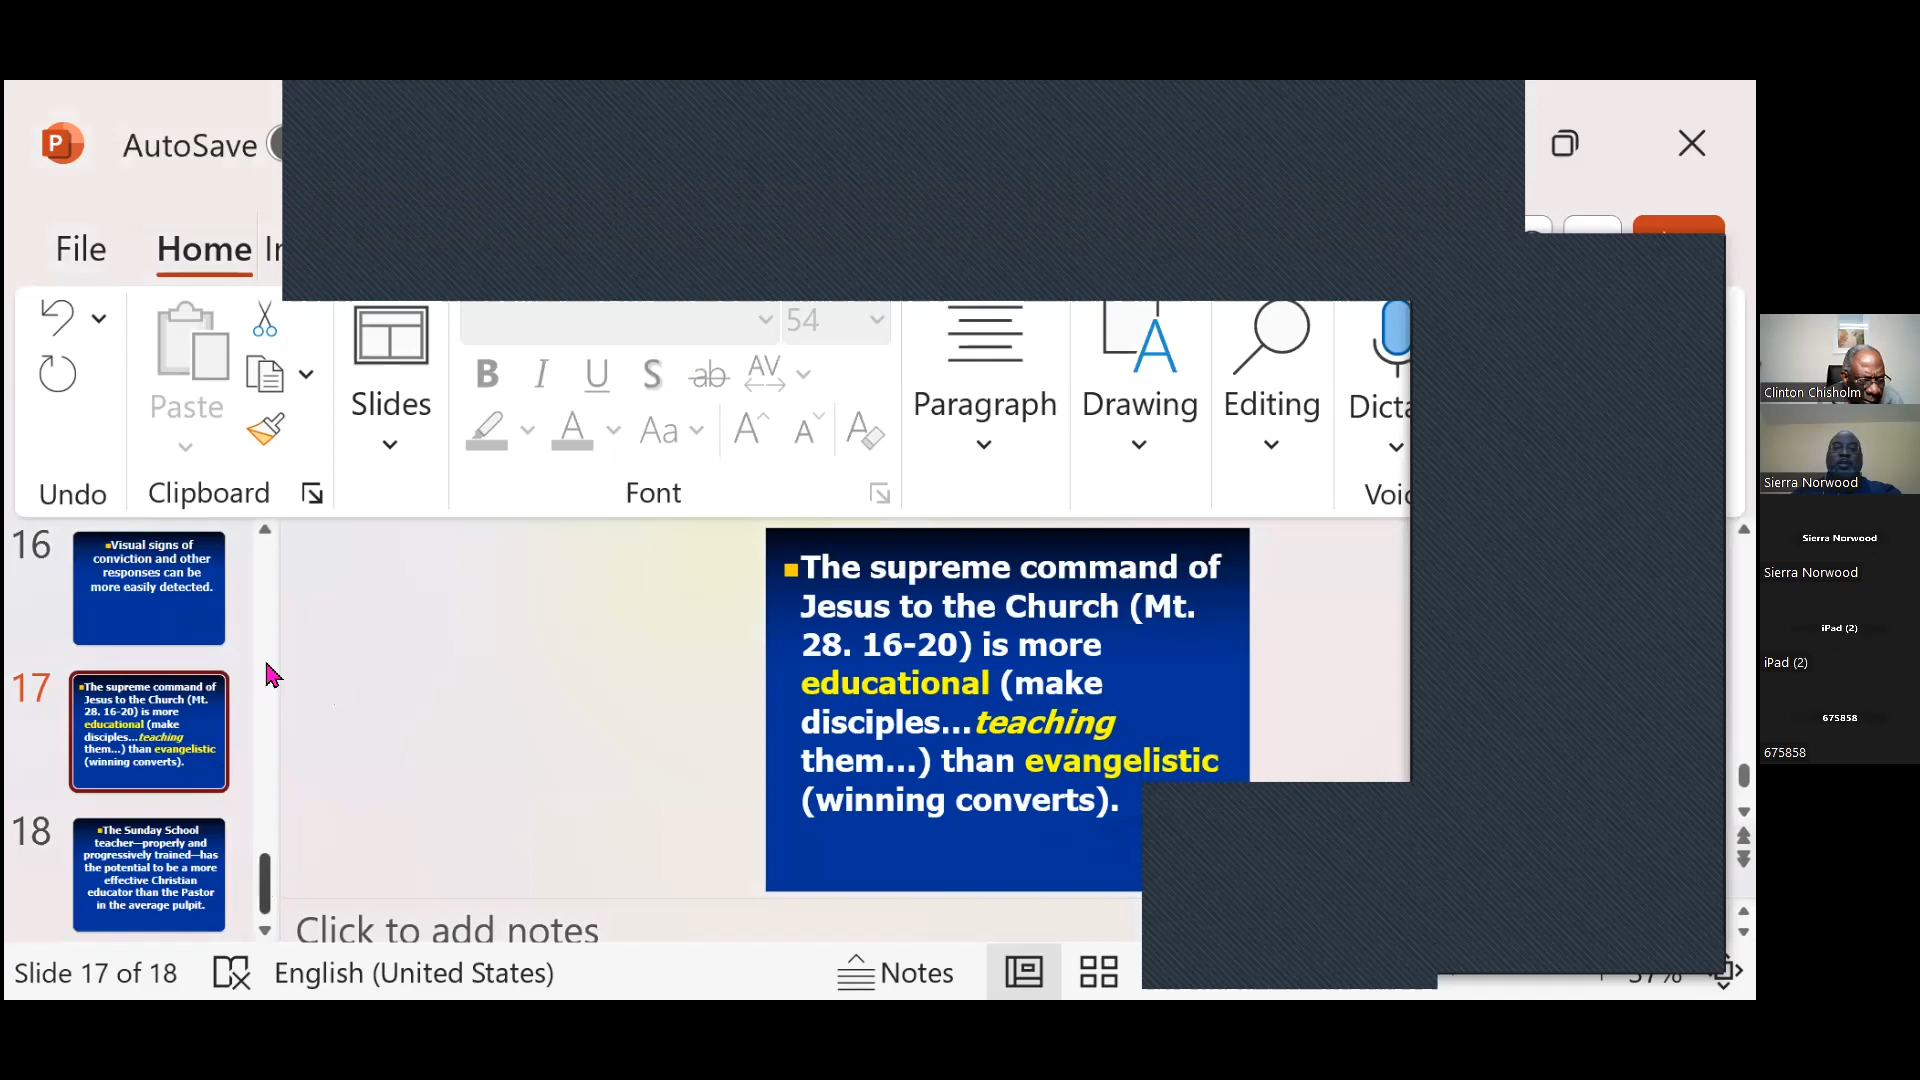 AutoSave
File
Home
54
Paste
Slides
Paragraph
Drawing
Editing
Undo
Clipboard
Font
16
▪Visual signs of
conviction and other
responses can be
more easily detected.
17
▪The supreme command of
Jesus to the Church (Mt.
28. 16-20) is more
educational (make
disciples...teaching
them...) than evangelistic
(winning converts).
18
▪The Sunday School
teacher—properly and
progressively trained—has
the potential to be a more
effective Christian
educator than the Pastor
in the average pulpit.
▪The supreme command of
Jesus to the Church (Mt.
28. 16-20) is more
educational (make
disciples...teaching
them...) than evangelistic
(winning converts).
Click to add notes
Slide 17 of 18
English (United States)
Notes
Clinton Chisholm
Sierra Norwood
Sierra Norwood
Sierra Norwood
iPad (2)
iPad (2)
675858
675858